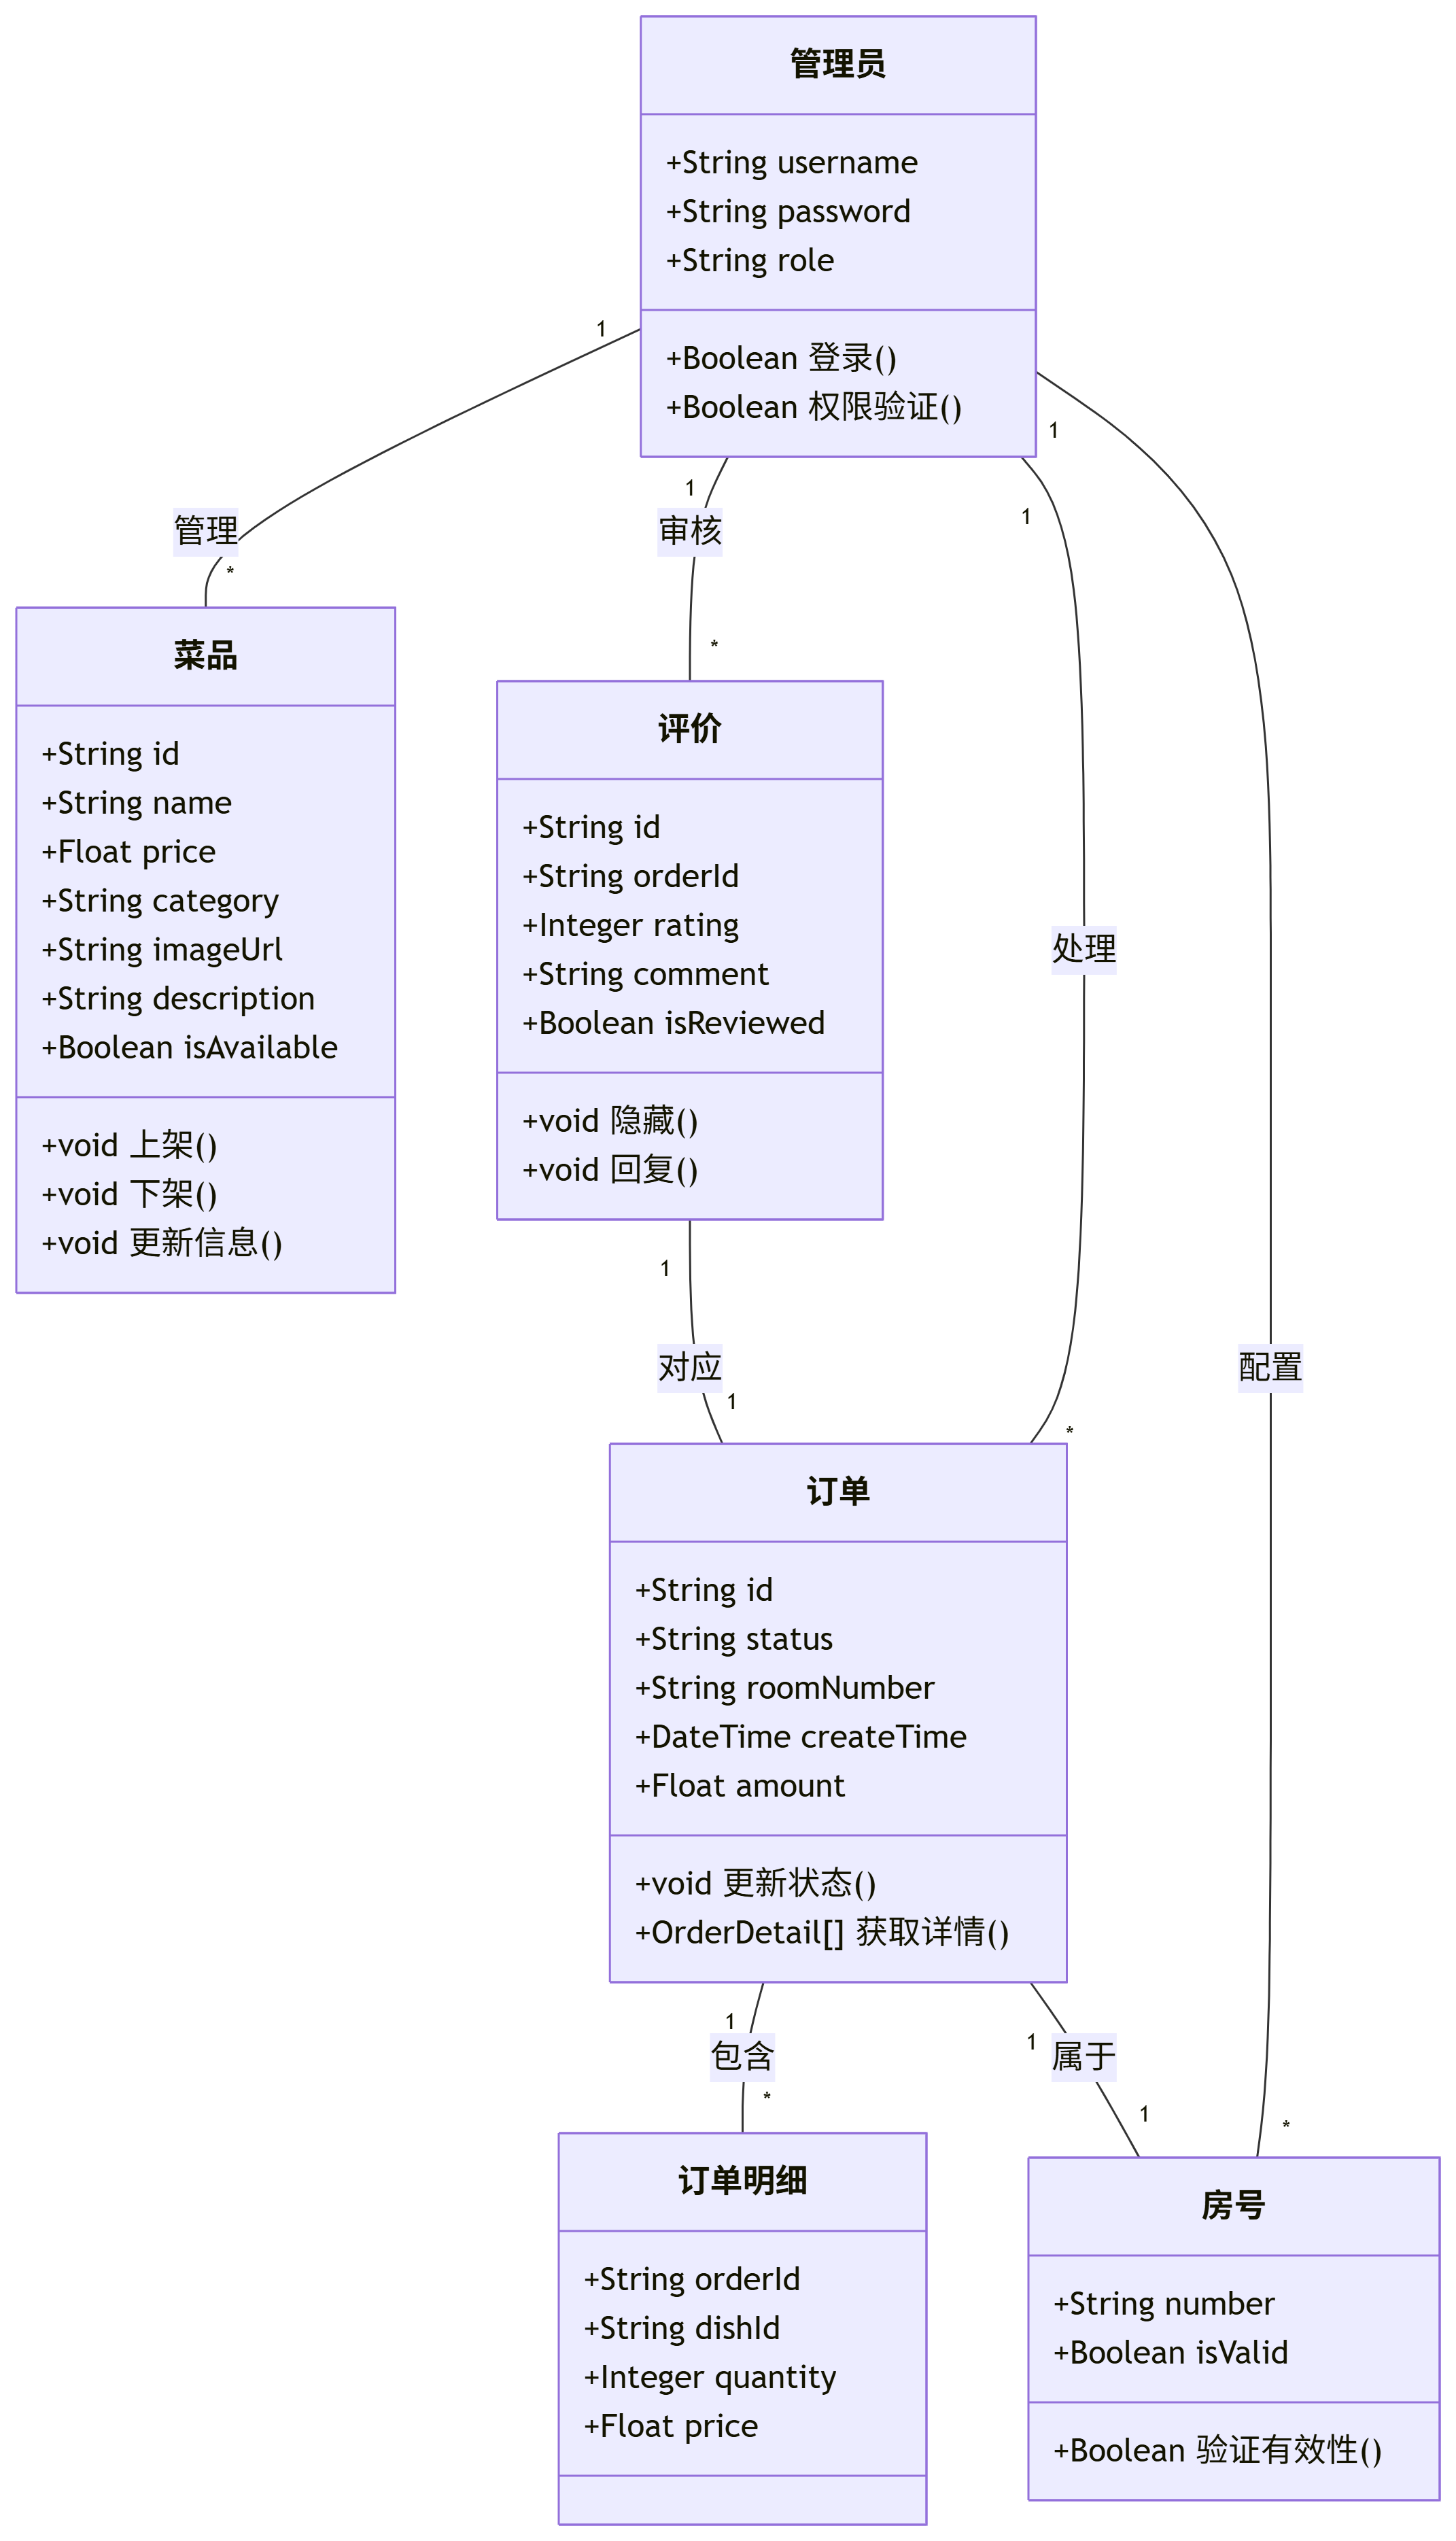 管理员
+String username
+String password
+String role
+Boolean 登录()
+Boolean 权限验证()
1
1
1
1
管理
审核
*
*
菜品
+String id
+String name
+Float price
+String category
+String imageUrl
+String description
+Boolean isAvailable
+void 上架()
+void 下架()
+void 更新信息()
评价
+String id
+String orderId
+Integer rating
+String comment
+Boolean isReviewed
+void 隐藏()
+void 回复()
处理
1
对应
配置
1
*
订单
+String id
+String status
+String roomNumber
+DateTime createTime
+Float amount
+void 更新状态()
+OrderDetail[] 获取详情()
1
1
包含
属于
*
1
*
订单明细
+String orderId
+String dishId
+Integer quantity
+Float price
房号
+String number
+Boolean isValid
+Boolean 验证有效性()